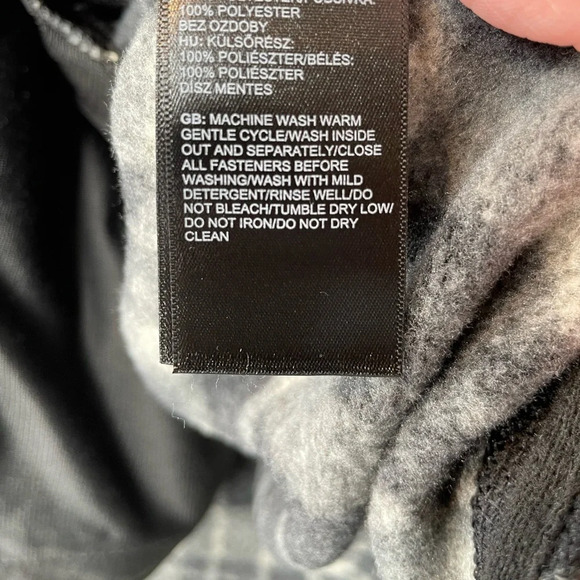 100% POLYESTER
BEZ OZDOBY
HU: KÜLSŐRÉSZ:
100% POLIÉSZTER/BÉLÉS:
100% POLIÉSZTER
DÍSZ MENTES
GB: MACHINE WASH WARM
GENTLE CYCLE/WASH INSIDE
OUT AND SEPARATELY/CLOSE
ALL FASTENERS BEFORE
WASHING/WASH WITH MILD
DETERGENT/RINSE WELL/DO
NOT BLEACH/TUMBLE DRY LOW/
DO NOT IRON/DO NOT DRY
CLEAN